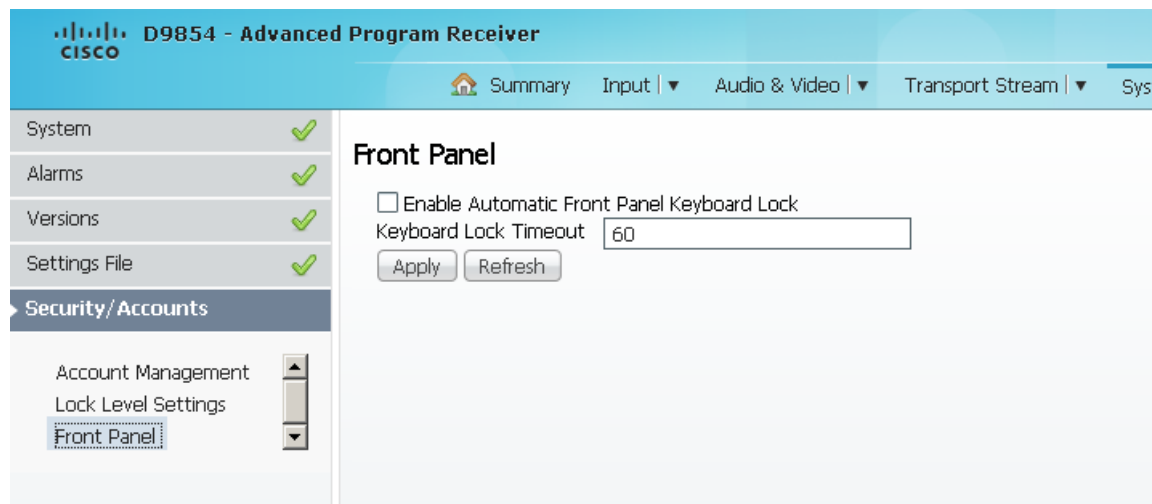 CISCO D9854 - Advanced Program Receiver
Summary Input | ▼ Audio & Video | ▼ Transport Stream | ▼ Sys
System
Alarms
Versions
Settings File
Security/Accounts
Account Management
Lock Level Settings
Front Panel
Front Panel
Enable Automatic Front Panel Keyboard Lock
Keyboard Lock Timeout 60
Apply Refresh